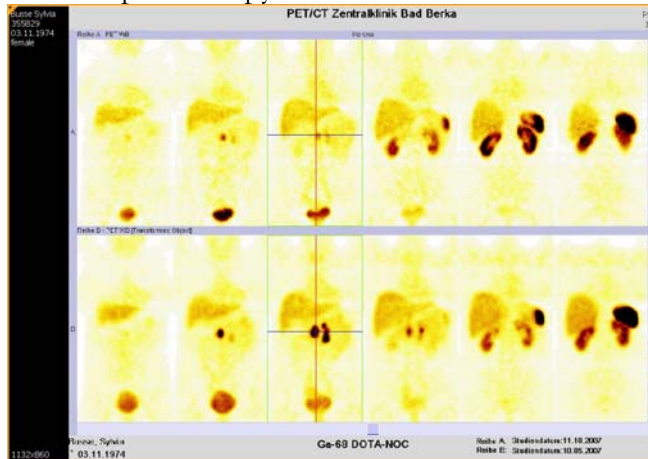 Busse Sylvia
355829
03.11.1974
female
PET/CT Zentralklinik Bad Berka
Reihe A: PET WB
A
Reihe B: PET WB [Transformed Object]
1132x860
Busse, Sylvia
* 03.11.1974
Ga-68 DOTA-NOC
Reihe A: Studiendatum:11.10.2007
Reihe B: Studiendatum:10.05.2007